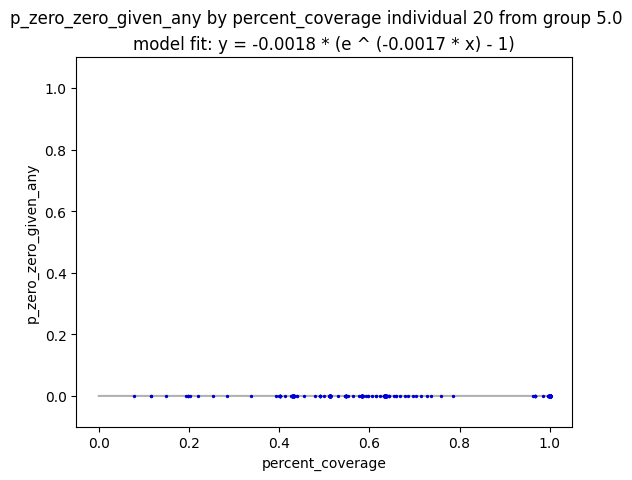 p_zero_zero_given_any by percent_coverage individual 20 from group 5.0
model fit: y = -0.0018 * (e ^ (-0.0017 * x) - 1)
1.0
0.8
0.6
0.4
0.2
0.0
p_zero_zero_given_any
0.0 0.2 0.4 0.6 0.8 1.0
percent_coverage